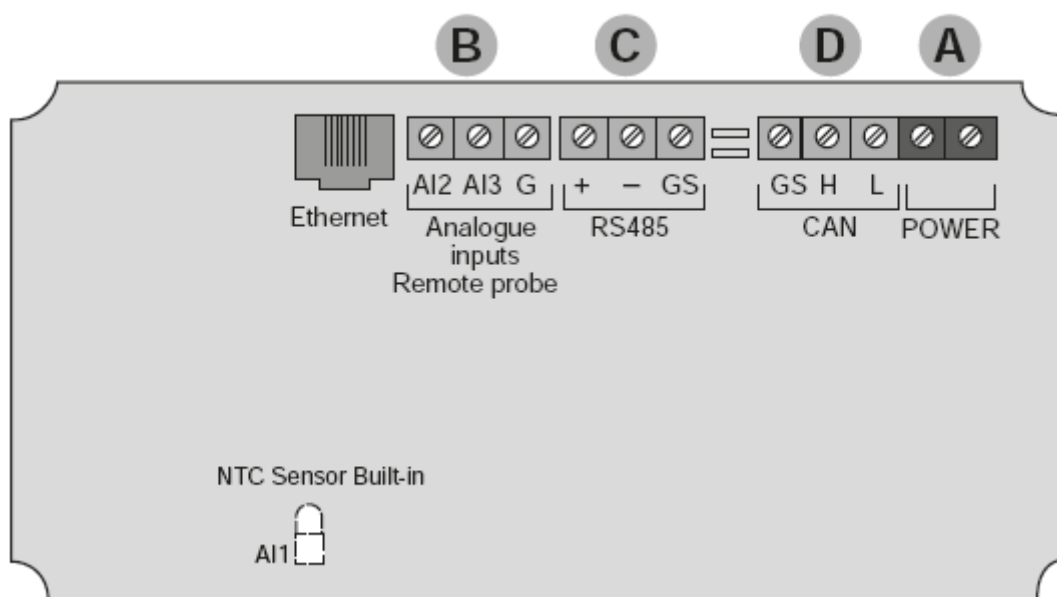 B C D A
AI2 AI3 G + – GS GS H L
Ethernet
Analogue
inputs
Remote probe
RS485
CAN
POWER
NTC Sensor Built-in
AI1